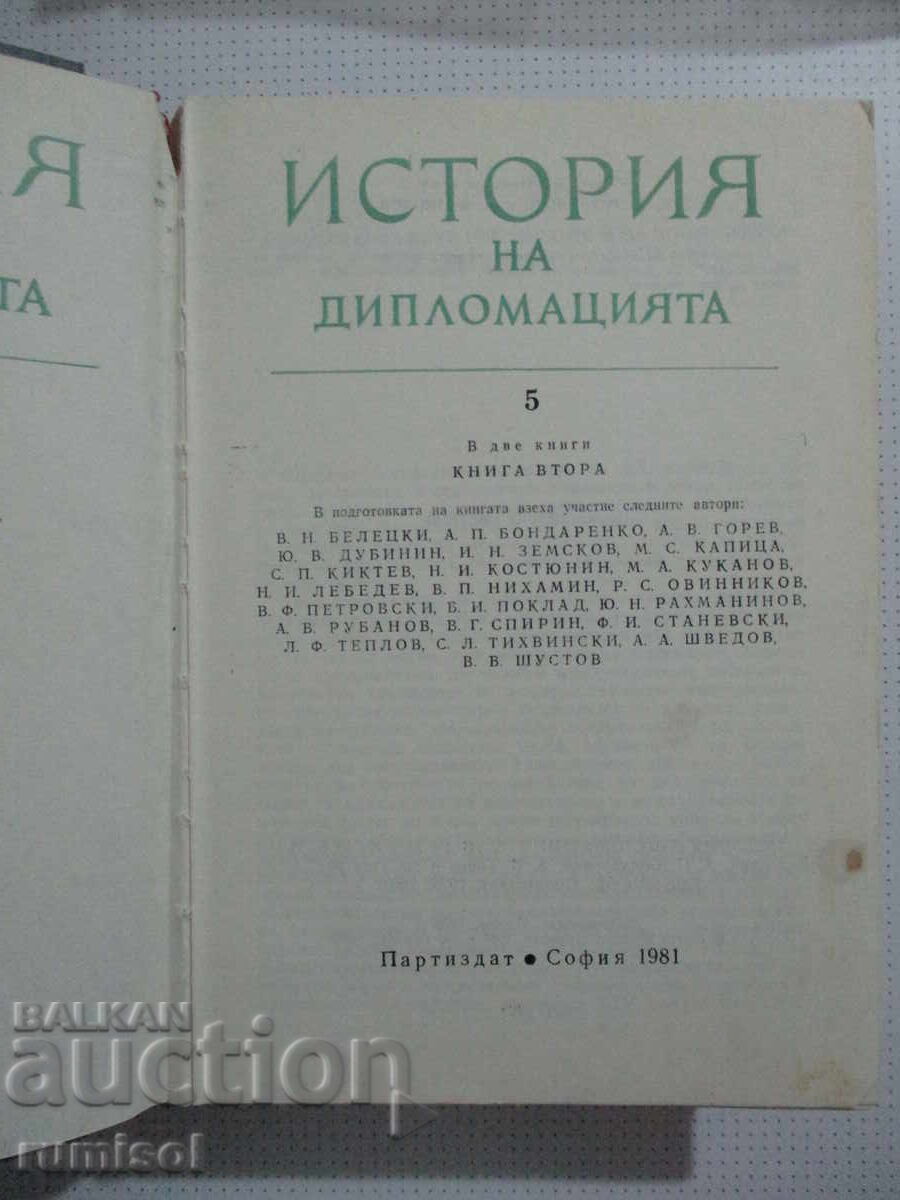 Я
ТА
ИСТОРИЯ
НА
ДИПЛОМАЦИЯТА
5
В две книги
КНИГА ВТОРА
В подготовката на книгата взеха участие следните автори:
В. Н. БЕЛЕЦКИ, А. П. БОНДАРЕНКО, А. В. ГОРЕВ,
Ю. В. ДУБИНИН, И. Н. ЗЕМСКОВ, М. С. КАПИЦА,
С. П. КИКТЕВ, Н. И. КОСТЮНИН, М. А. КУКАНОВ,
Н. И. ЛЕБЕДЕВ, В. П. НИХАМИН, Р. С. ОВИННИКОВ,
В. Ф. ПЕТРОВСКИ, Б. И. ПОКЛАД, Ю. Н. РАХМАНИНОВ,
А. В. РУБАНОВ, В. Г. СПИРИН, Ф. И. СТАНЕВСКИ,
Л. Ф. ТЕПЛОВ, С. Л. ТИХВИНСКИ, А. А. ШВЕДОВ,
В. В. ШУСТОВ
Партиздат ● София 1981
BALKAN
auction
rumisol